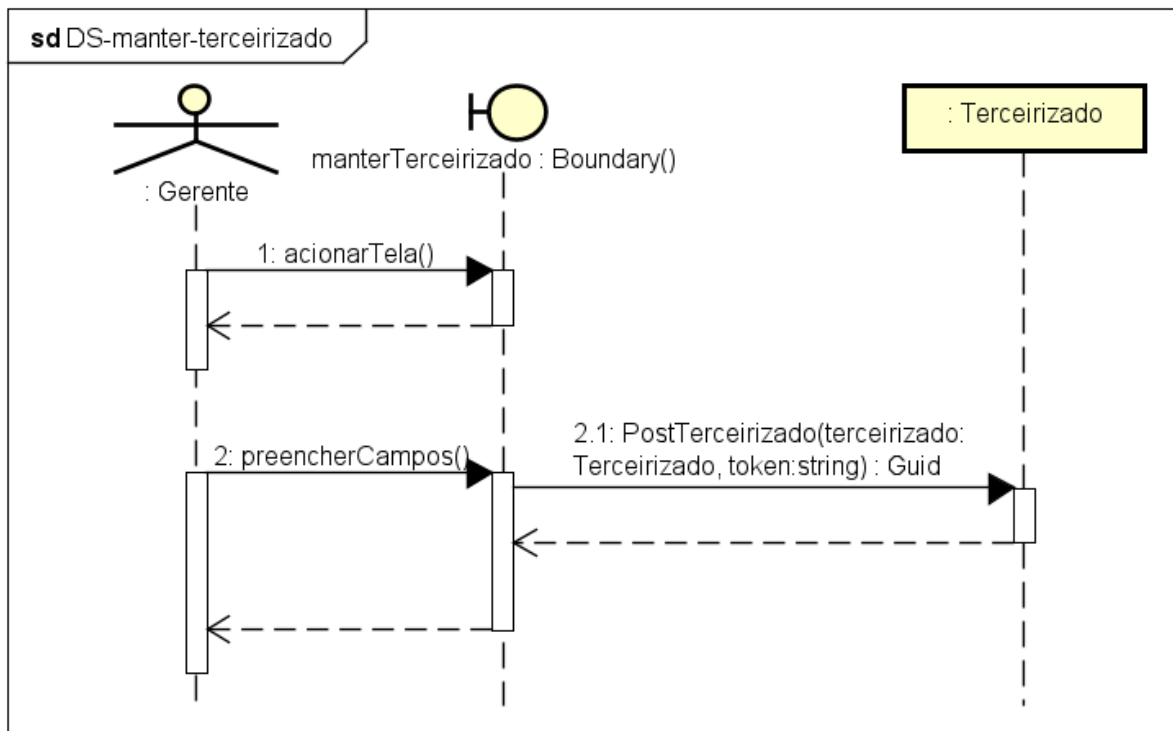 sd DS-manter-terceirizado
: Gerente
manterTerceirizado : Boundary()
: Terceirizado
1: acionarTela()
2: preencherCampos()
2.1: PostTerceirizado(terceirizado:
Terceirizado, token:string) : Guid